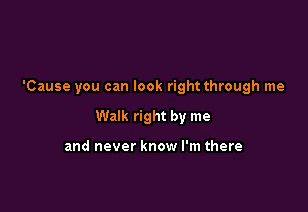 'Cause you can look right through me
Walk right by me
and never know I'm there